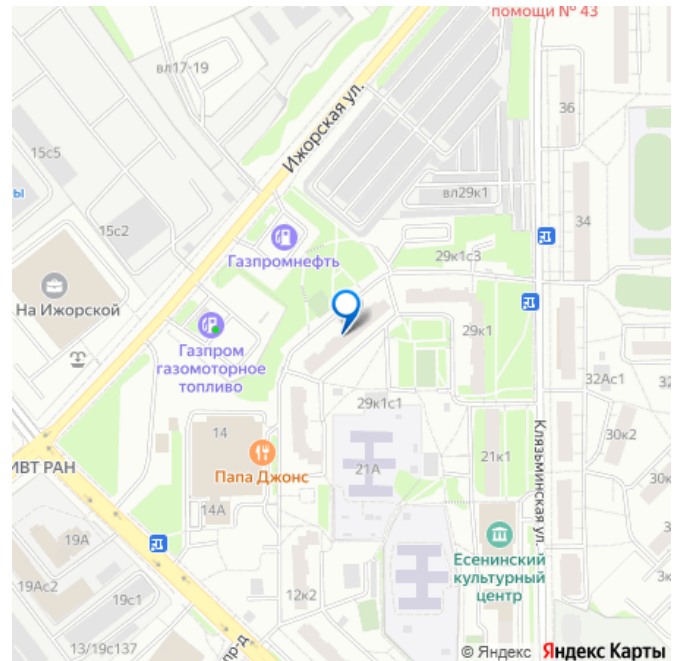 помощи № 43
вл17-19
Ижорская ул.
36
15с5
вл29к1
ы
15с2
34
Газпромнефть
29к1с3
На Ижорской
29к1
Газпром
газомоторное
топливо
32Ас1
32
29к1с1
Клязьминская ул.
14
30к2
ИВТ РАН
Папа Джонс
21А
21к1
30к
14А
19А
Есенинский
культурный
центр
19Ас2
19с1
12к2
3к
13/19с137
пр-д
© Яндекс Яндекс Карты